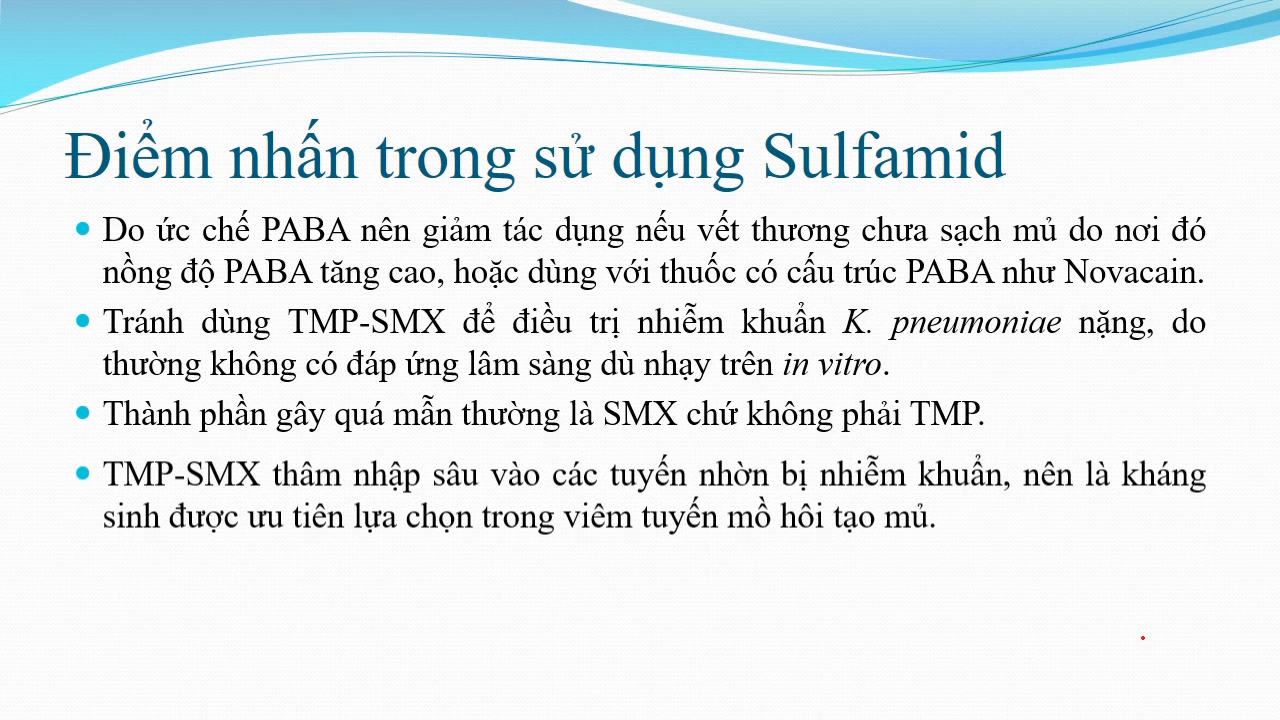 Điểm nhấn trong sử dụng Sulfamid
• Do ức chế PABA nên giảm tác dụng nếu vết thương chưa sạch mủ do nơi đó
nồng độ PABA tăng cao, hoặc dùng với thuốc có cấu trúc PABA như Novacain.
• Tránh dùng TMP-SMX để điều trị nhiễm khuẩn K. pneumoniae nặng, do
thường không có đáp ứng lâm sàng dù nhạy trên in vitro.
• Thành phần gây quá mẫn thường là SMX chứ không phải TMP.
• TMP-SMX thâm nhập sâu vào các tuyến nhờn bị nhiễm khuẩn, nên là kháng
sinh được ưu tiên lựa chọn trong viêm tuyến mồ hôi tạo mủ.